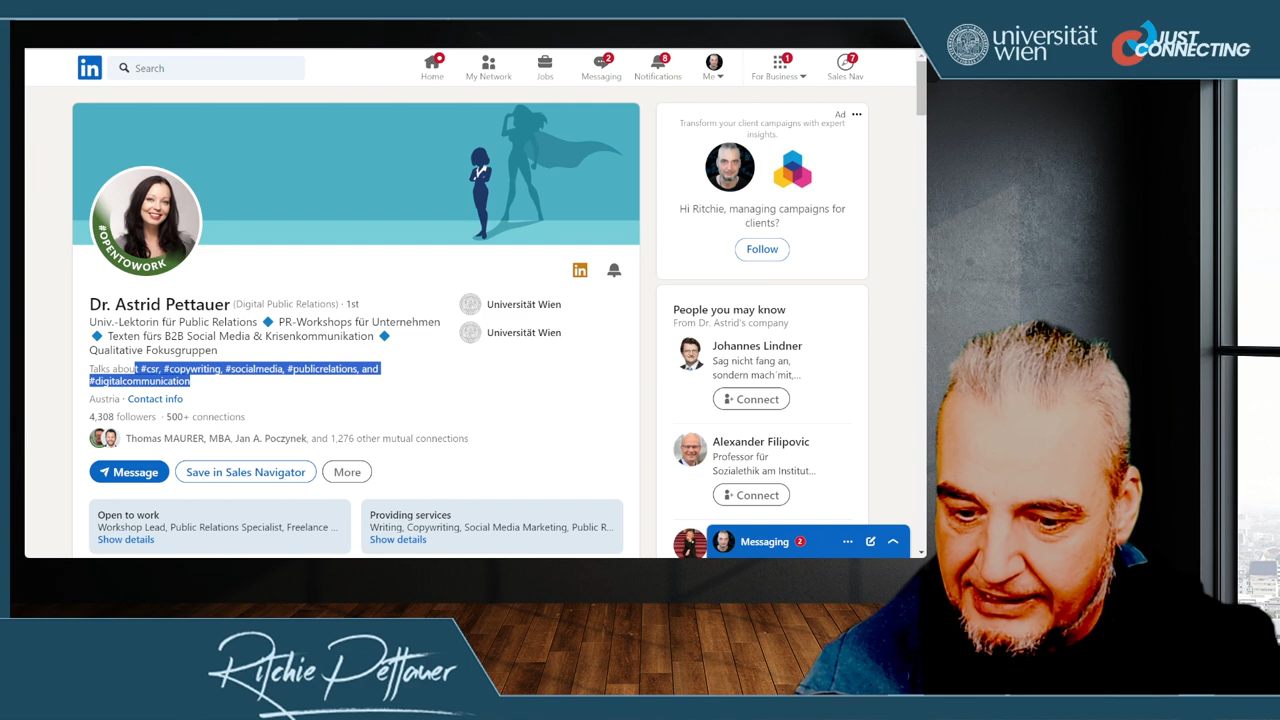 universität
wien
JUST
CONNECTING
in
Search
Home
My Network
Jobs
2
Messaging
8
Notifications
Me
1
For Business
7
Sales Nav
#OPENTOWORK
in
Dr. Astrid Pettauer (Digital Public Relations) · 1st
Univ.-Lektorin für Public Relations 🔷 PR-Workshops für Unternehmen
🔷 Texten fürs B2B Social Media & Krisenkommunikation 🔷
Qualitative Fokusgruppen
Talks about #csr, #copywriting, #socialmedia, #publicrelations, and
#digitalcommunication
Austria · Contact info
4,308 followers · 500+ connections
Thomas MAURER, MBA, Jan A. Poczynek, and 1,276 other mutual connections
Message
Save in Sales Navigator
More
Universität Wien
Universität Wien
Open to work
Workshop Lead, Public Relations Specialist, Freelance ...
Show details
Providing services
Writing, Copywriting, Social Media Marketing, Public R...
Show details
Ad
Transform your client campaigns with expert
insights.
Hi Ritchie, managing campaigns for
clients?
Follow
People you may know
From Dr. Astrid's company
Johannes Lindner
Sag nicht fang an,
sondern mach´mit,...
Connect
Alexander Filipovic
Professor für
Sozialethik am Institut...
Connect
Messaging 2
Ritchie Pettauer